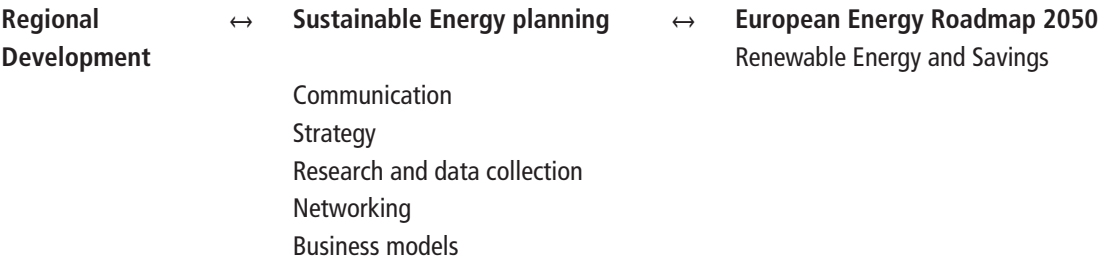 Regional ↔ Sustainable Energy planning ↔ European Energy Roadmap 2050
Development Renewable Energy and Savings
Communication
Strategy
Research and data collection
Networking
Business models